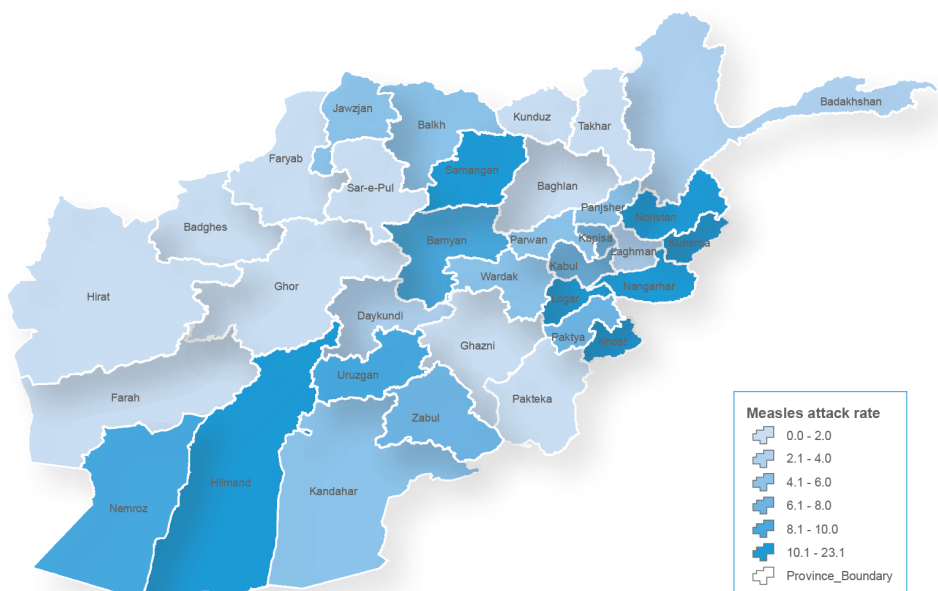 Badakhshan
Jawzjan
Balkh
Kunduz
Takhar
Faryab
Samangan
Sar-e-Pul
Baghlan
Panjsher
Noristan
Badghes
Bamyan
Parwan
Kapisa
Kunarha
Laghman
Kabul
Wardak
Nangarhar
Ghor
Hirat
Logar
Daykundi
Paktya
Khost
Ghazni
Uruzgan
Farah
Pakteka
Zabul
Hilmand
Kandahar
Nemroz
Measles attack rate
0.0 - 2.0
2.1 - 4.0
4.1 - 6.0
6.1 - 8.0
8.1 - 10.0
10.1 - 23.1
Province_Boundary